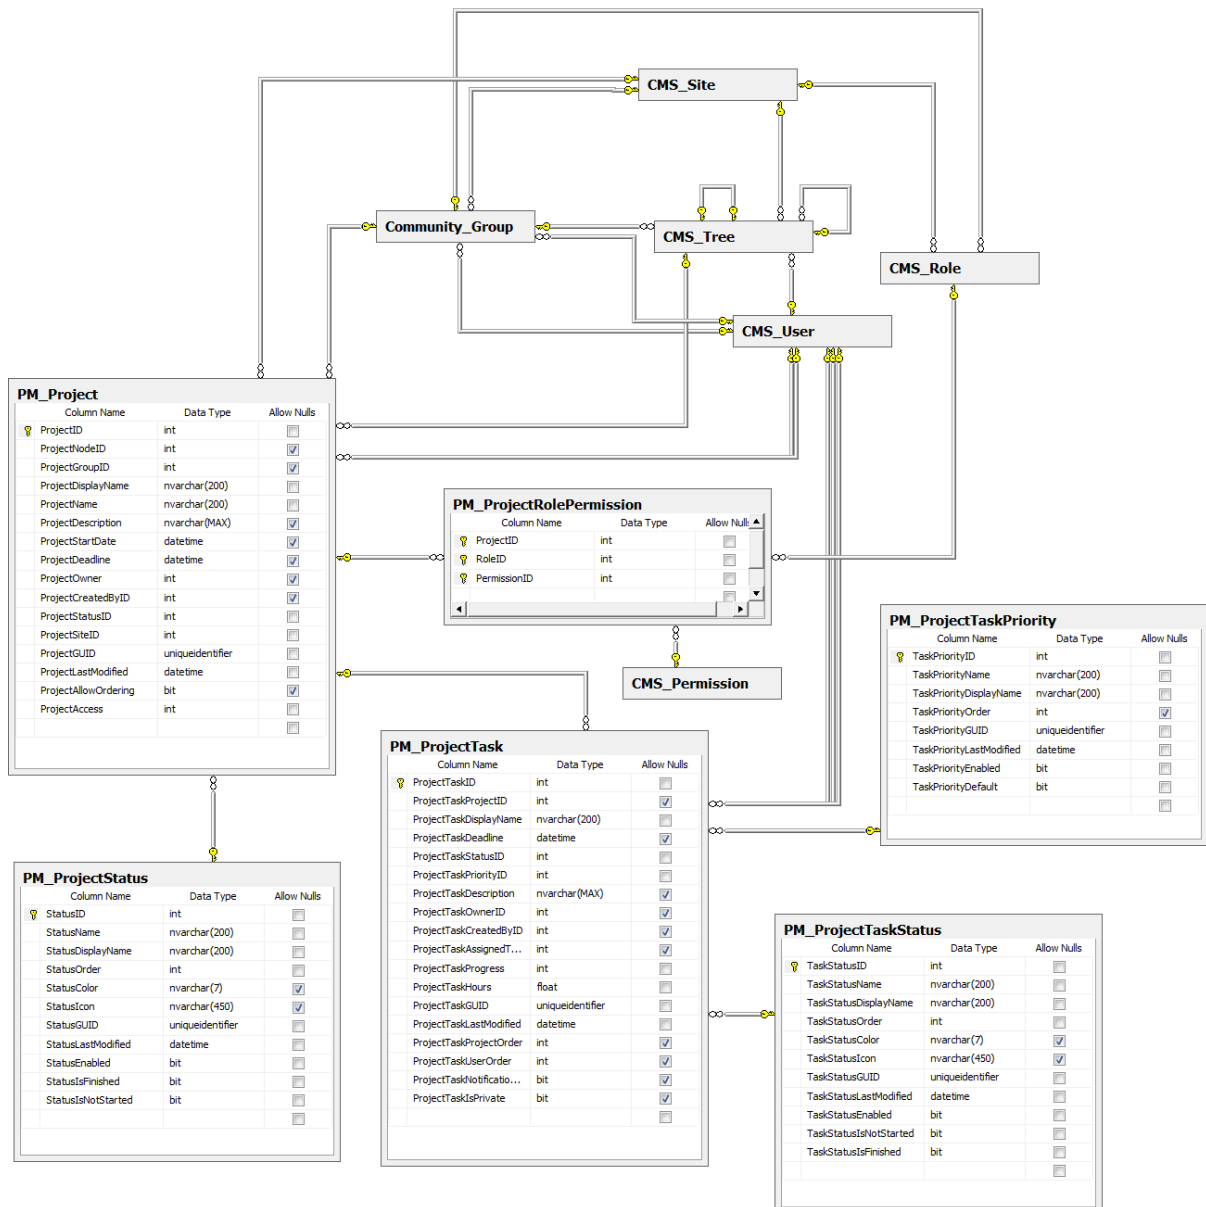 CMS_Site
Community_Group
CMS_Tree
CMS_Role
CMS_User
PM_Project
Column Name Data Type Allow Nulls
ProjectID int
ProjectNodeID int
ProjectGroupID int
ProjectDisplayName nvarchar(200)
ProjectName nvarchar(200)
ProjectDescription nvarchar(MAX)
ProjectStartDate datetime
ProjectDeadline datetime
ProjectOwner int
ProjectCreatedByID int
ProjectStatusID int
ProjectSiteID int
ProjectGUID uniqueidentifier
ProjectLastModified datetime
ProjectAllowOrdering bit
ProjectAccess int
PM_ProjectRolePermission
Column Name Data Type Allow Nulls
ProjectID int
RoleID int
PermissionID int
CMS_Permission
PM_ProjectTaskPriority
Column Name Data Type Allow Nulls
TaskPriorityID int
TaskPriorityName nvarchar(200)
TaskPriorityDisplayName nvarchar(200)
TaskPriorityOrder int
TaskPriorityGUID uniqueidentifier
TaskPriorityLastModified datetime
TaskPriorityEnabled bit
TaskPriorityDefault bit
PM_ProjectTask
Column Name Data Type Allow Nulls
ProjectTaskID int
ProjectTaskProjectID int
ProjectTaskDisplayName nvarchar(200)
ProjectTaskDeadline datetime
ProjectTaskStatusID int
ProjectTaskPriorityID int
ProjectTaskDescription nvarchar(MAX)
ProjectTaskOwnerID int
ProjectTaskCreatedByID int
ProjectTaskAssignedT... int
ProjectTaskProgress int
ProjectTaskHours float
ProjectTaskGUID uniqueidentifier
ProjectTaskLastModified datetime
ProjectTaskProjectOrder int
ProjectTaskUserOrder int
ProjectTaskNotificatio... bit
ProjectTaskIsPrivate bit
PM_ProjectStatus
Column Name Data Type Allow Nulls
StatusID int
StatusName nvarchar(200)
StatusDisplayName nvarchar(200)
StatusOrder int
StatusColor nvarchar(7)
StatusIcon nvarchar(450)
StatusGUID uniqueidentifier
StatusLastModified datetime
StatusEnabled bit
StatusIsFinished bit
StatusIsNotStarted bit
PM_ProjectTaskStatus
Column Name Data Type Allow Nulls
TaskStatusID int
TaskStatusName nvarchar(200)
TaskStatusDisplayName nvarchar(200)
TaskStatusOrder int
TaskStatusColor nvarchar(7)
TaskStatusIcon nvarchar(450)
TaskStatusGUID uniqueidentifier
TaskStatusLastModified datetime
TaskStatusEnabled bit
TaskStatusIsNotStarted bit
TaskStatusIsFinished bit